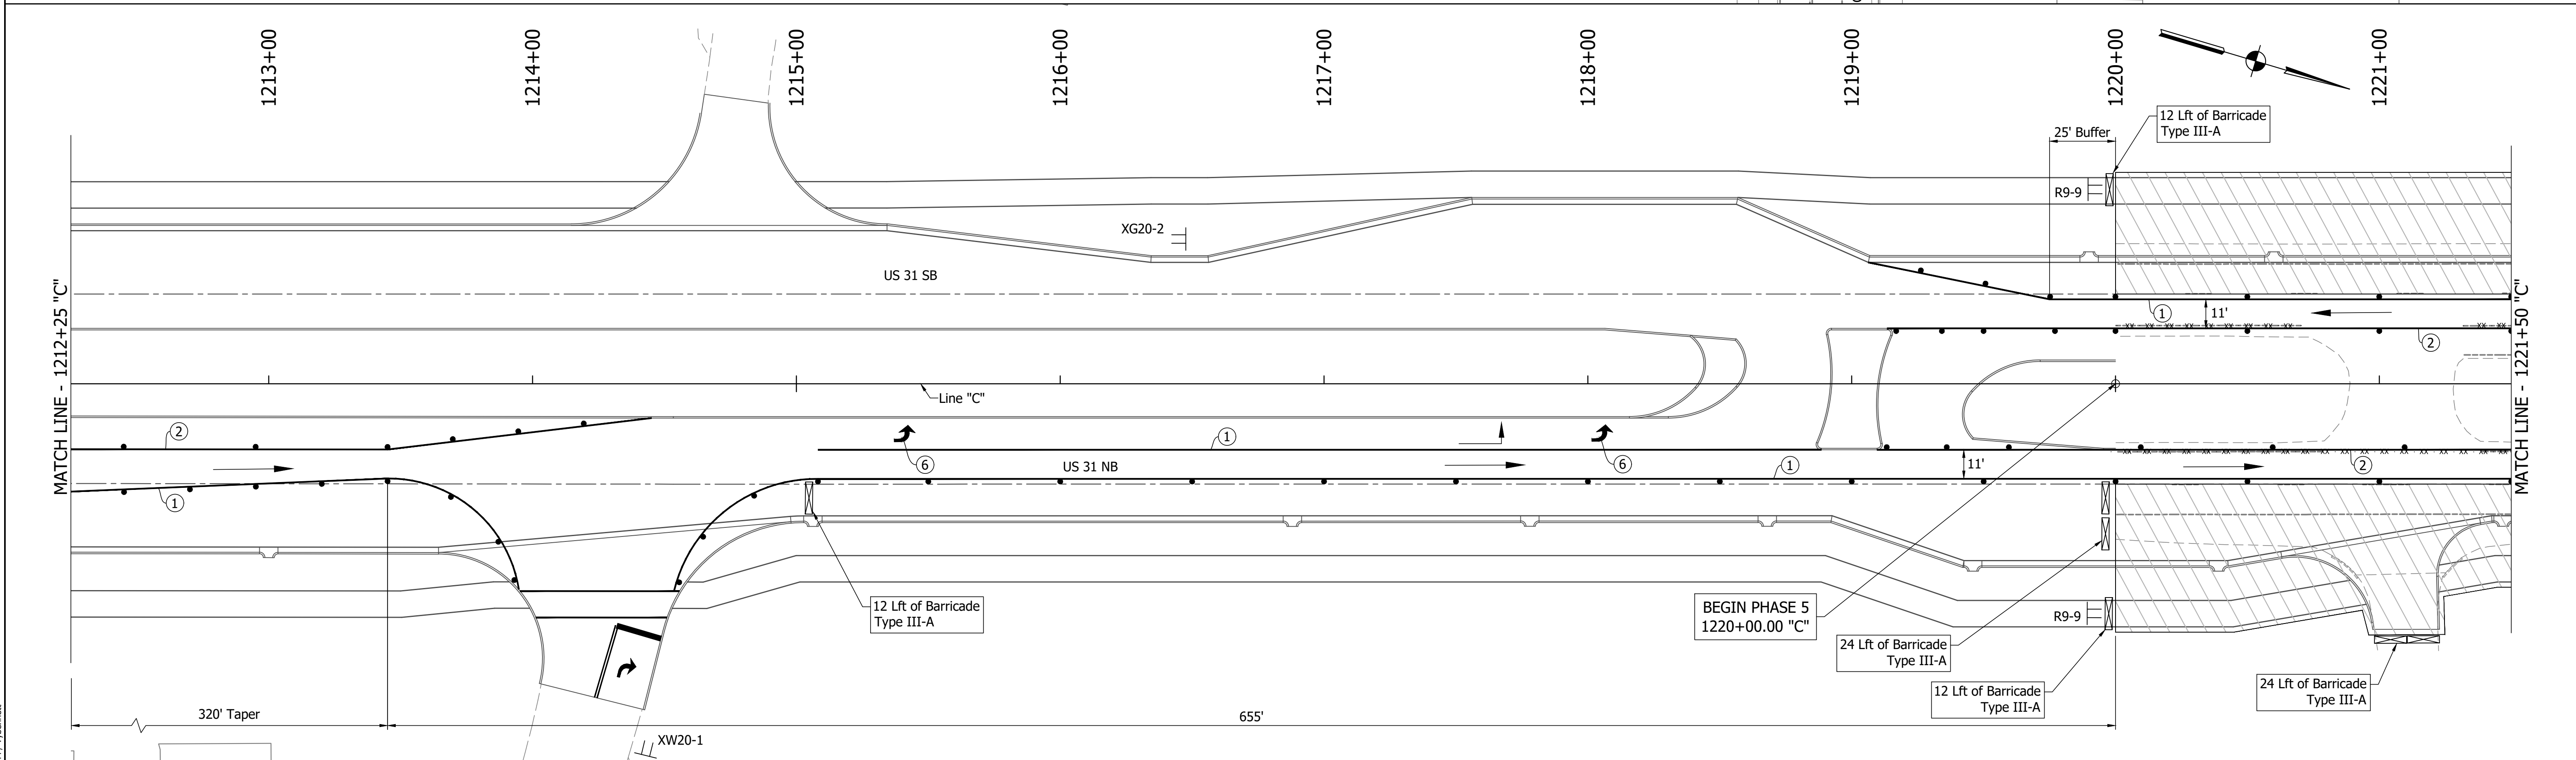 1213+00
1214+00
1215+00
1216+00
1217+00
1218+00
1219+00
1220+00
1221+00
12 Lft of Barricade
Type III-A
25' Buffer
R9-9
XG20-2
US 31 SB
MATCH LINE - 1212+25 "C"
MATCH LINE - 1221+50 "C"
1
11'
2
Line "C"
2
1
6
6
US 31 NB
1
11'
2
1
12 Lft of Barricade
Type III-A
BEGIN PHASE 5
1220+00.00 "C"
R9-9
24 Lft of Barricade
Type III-A
12 Lft of Barricade
Type III-A
24 Lft of Barricade
Type III-A
320' Taper
655'
XW20-1